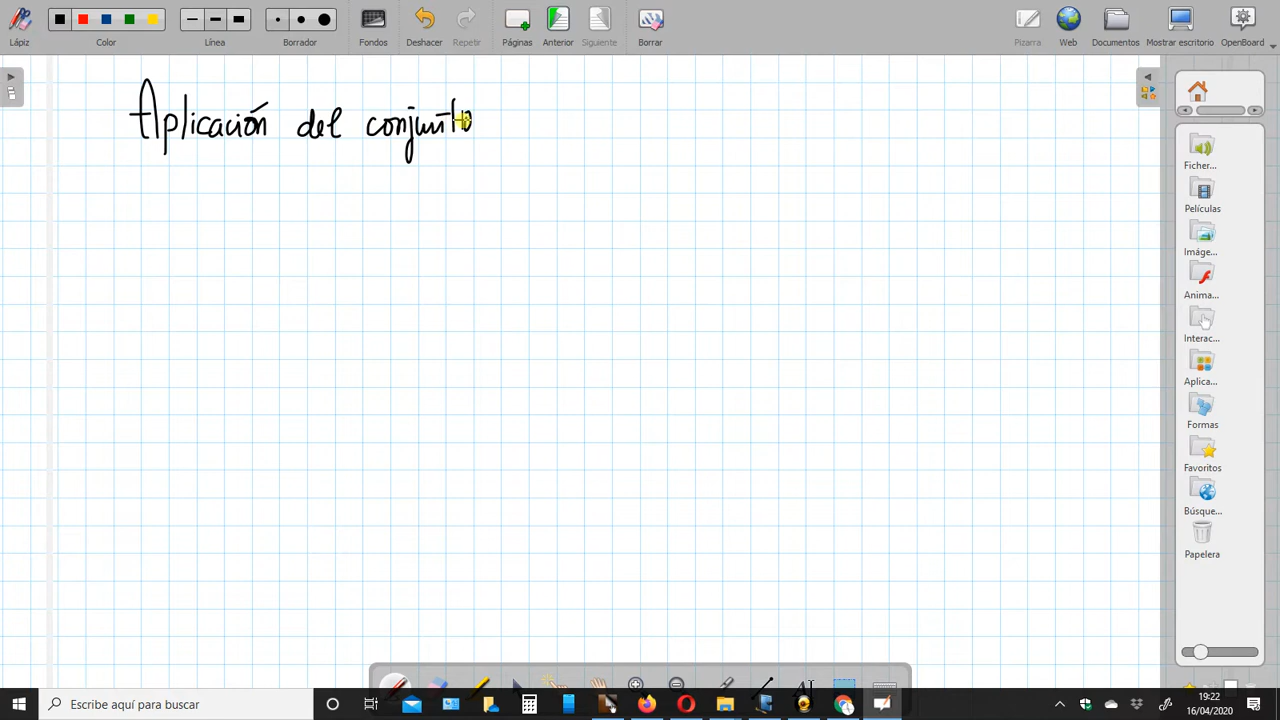 Lápiz Color Línea Borrador Fondos Deshacer Repetir Páginas Anterior Siguiente Borrar Pizarra Web Documentos Mostrar escritorio OpenBoard
Aplicación del conjunto
Ficher...
Películas
Imáge...
Anima...
Interac...
Aplica...
Formas
Favoritos
Búsque...
Papelera
Escribe aquí para buscar
19:22
16/04/2020